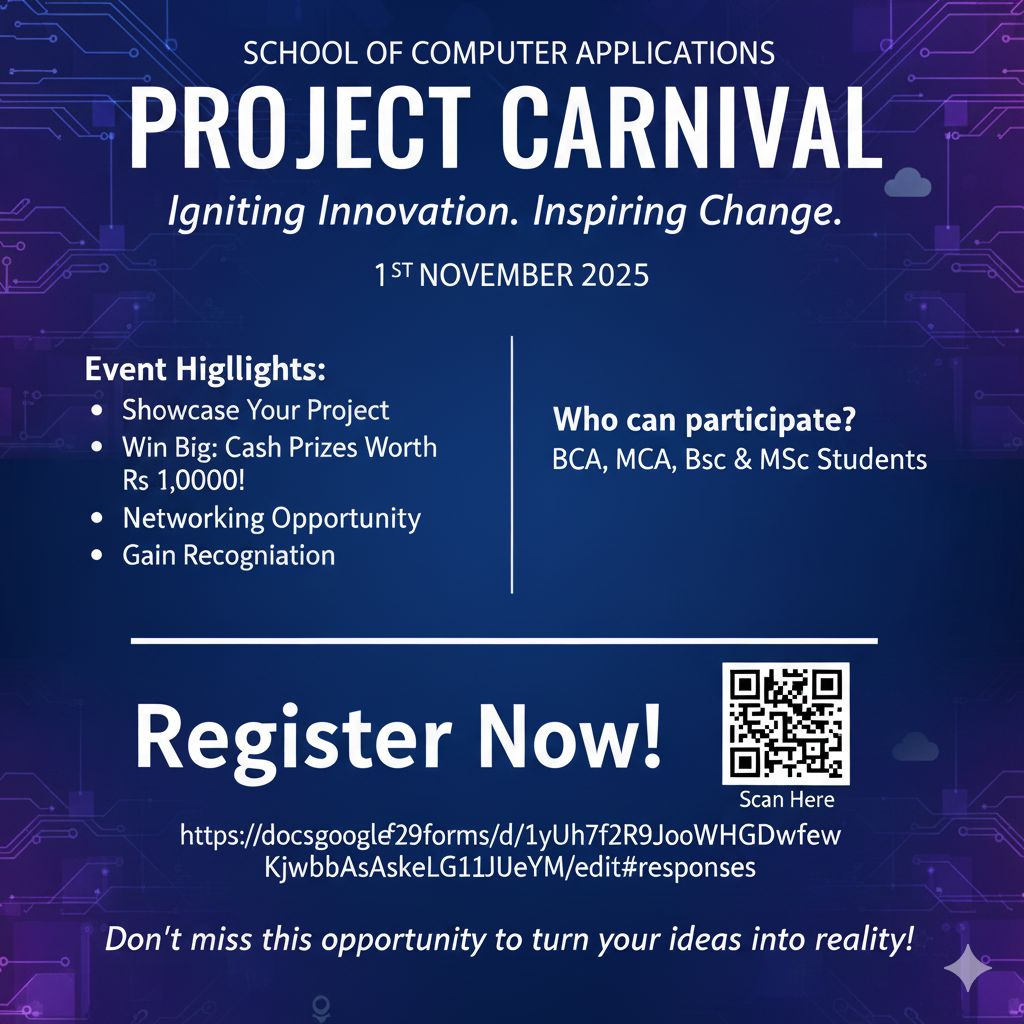 SCHOOL OF COMPUTER APPLICATIONS
PROJECT CARNIVAL
Igniting Innovation. Inspiring Change.
1ST NOVEMBER 2025
Event Higllights:
• Showcase Your Project
• Win Big: Cash Prizes Worth
Rs 1,0000!
• Networking Opportunity
• Gain Recogniation
Who can participate?
BCA, MCA, Bsc & MSc Students
Register Now!
Scan Here
https://docsgooglef29forms/d/1yUh7f2R9JooWHGDwfew
KjwbbAsAskeLG11JUeYM/edit#responses
Don't miss this opportunity to turn your ideas into reality!